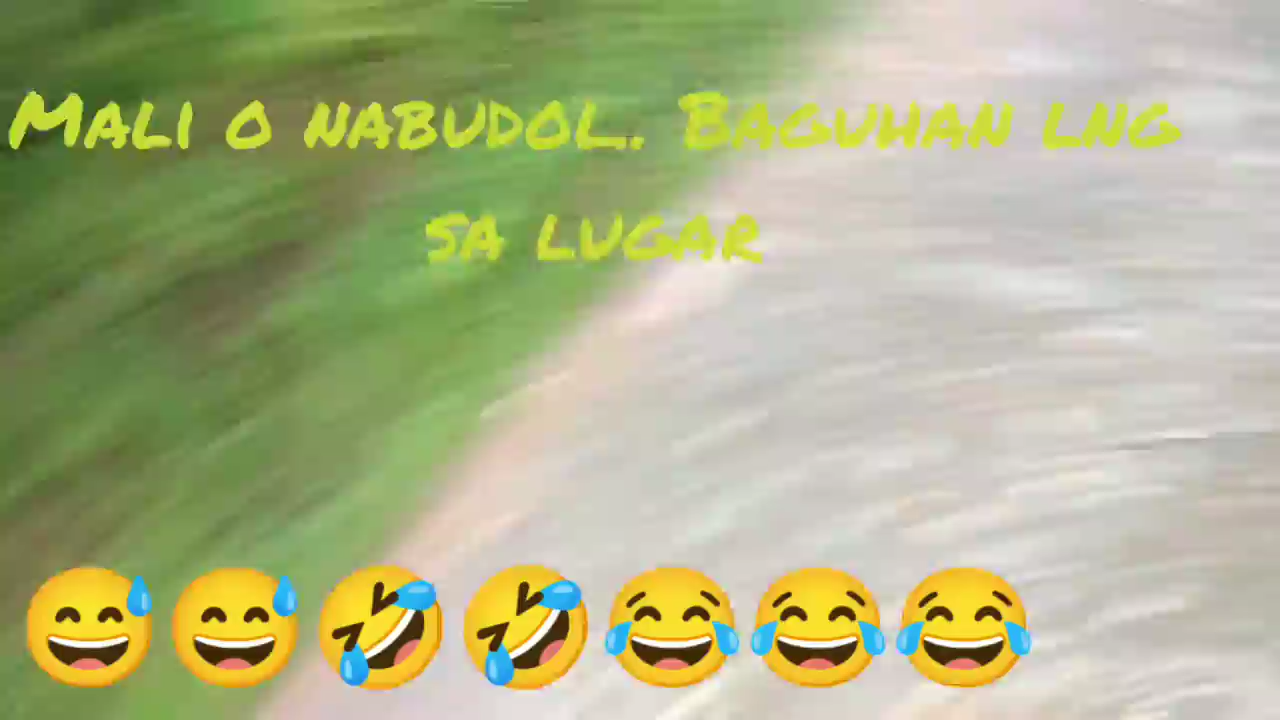 Mali o nabudol. Baguhan lng
sa lugar
😅😅🤣🤣😂😂😂